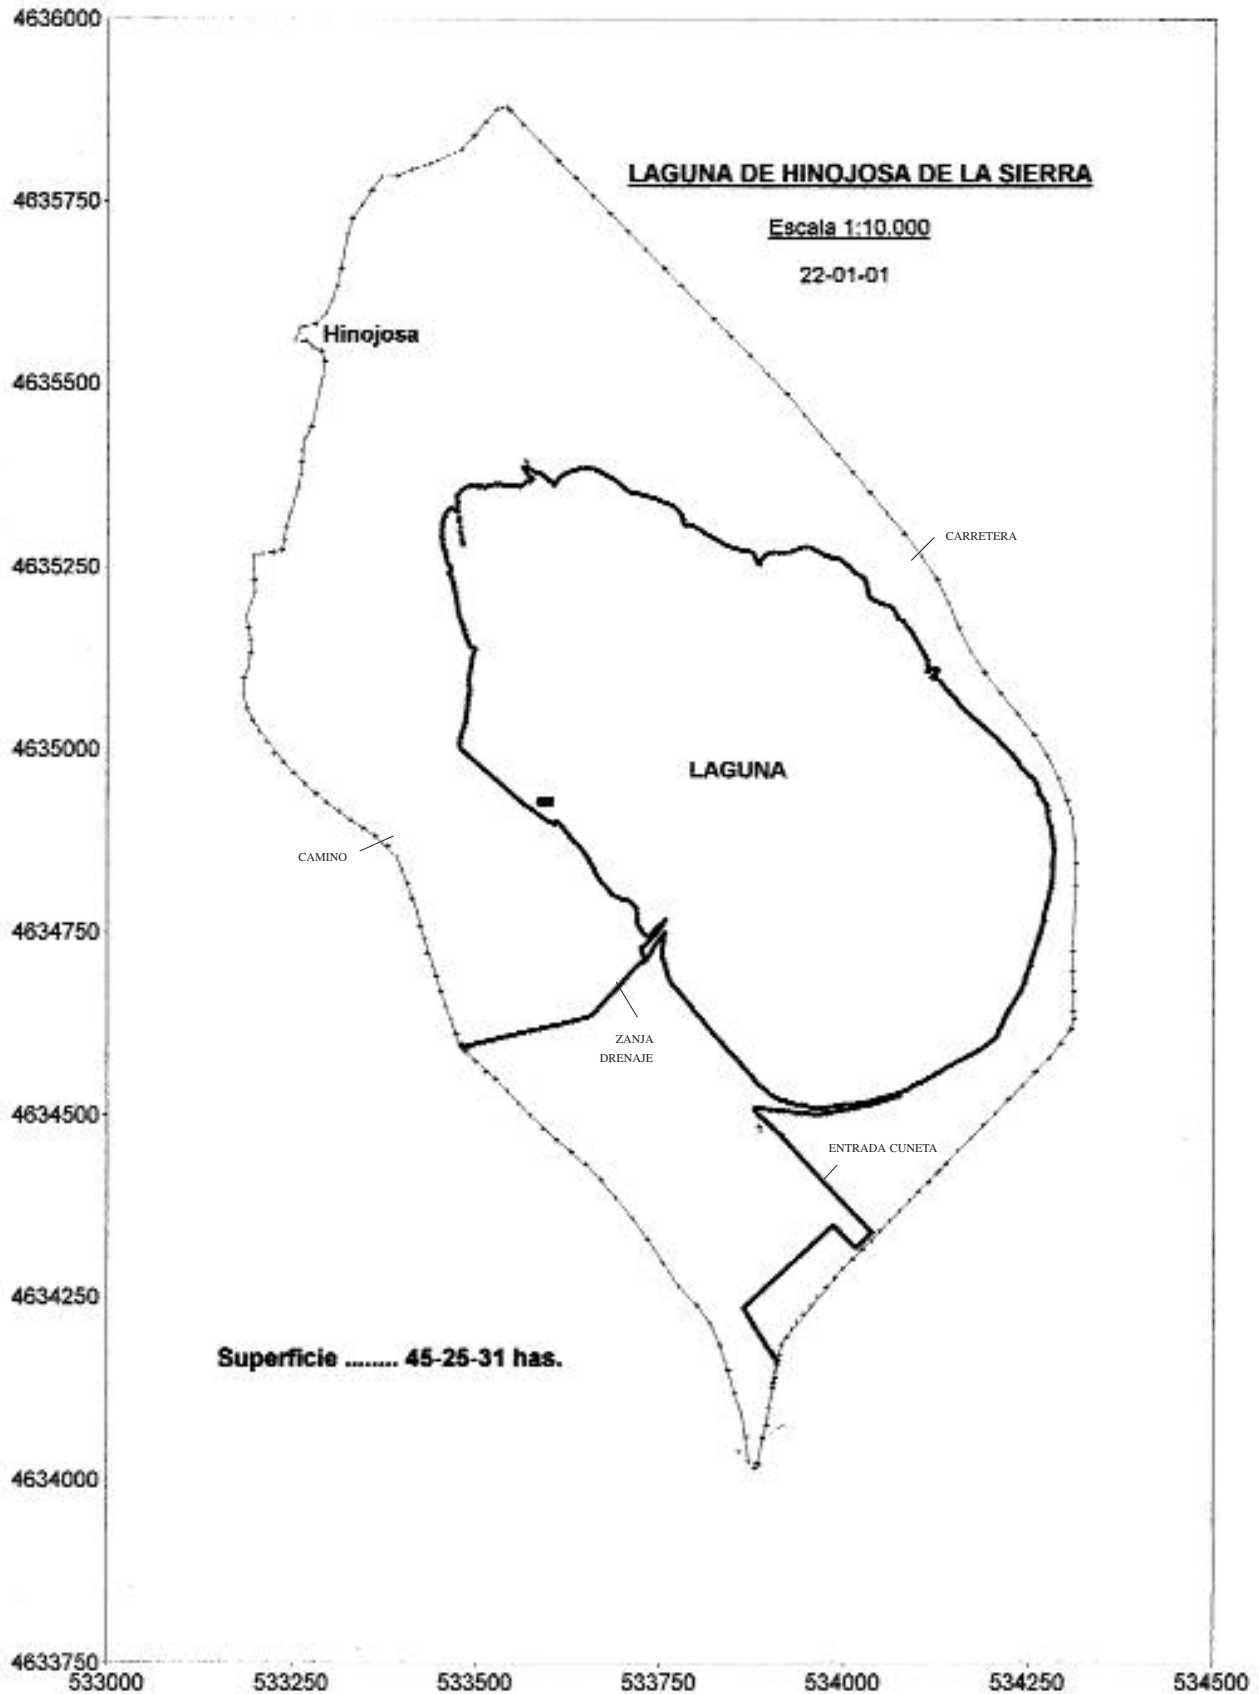 4636000
LAGUNA DE HINOJOSA DE LA SIERRA
4635750
Escala 1:10.000
22-01-01
Hinojosa
4635500
CARRETERA
4635250
4635000
LAGUNA
CAMINO
4634750
ZANJA
DRENAJE
4634500
ENTRADA CUNETA
4634250
Superficie ........ 45-25-31 has.
4634000
4633750
533000 533250 533500 533750 534000 534250 534500